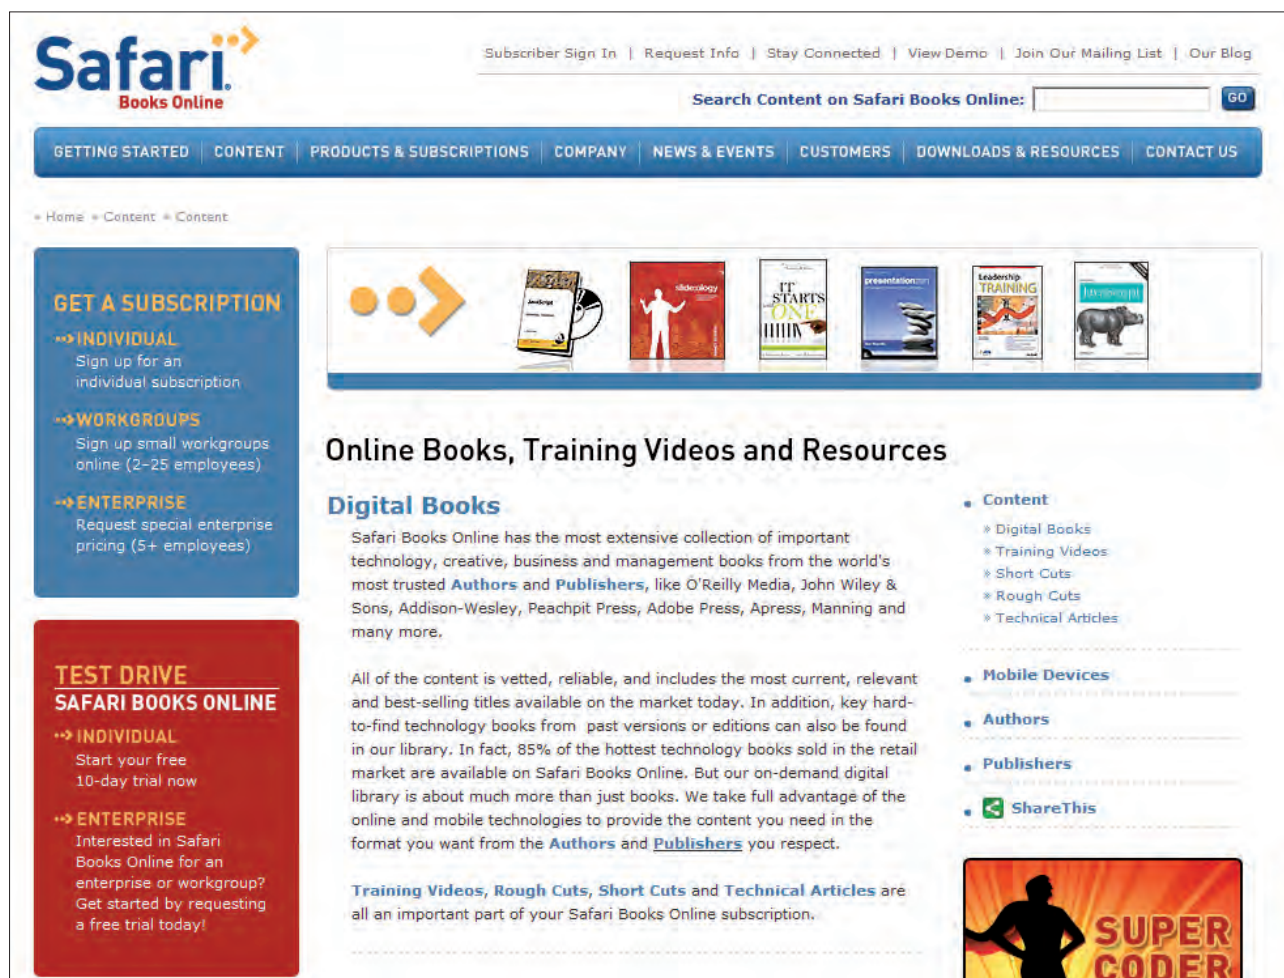 Safari
Books Online
Subscriber Sign In | Request Info | Stay Connected | View Demo | Join Our Mailing List | Our Blog
Search Content on Safari Books Online:
GO
GETTING STARTED | CONTENT | PRODUCTS & SUBSCRIPTIONS | COMPANY | NEWS & EVENTS | CUSTOMERS | DOWNLOADS & RESOURCES | CONTACT US
» Home » Content » Content
GET A SUBSCRIPTION
INDIVIDUAL
Sign up for an
individual subscription
WORKGROUPS
Sign up small workgroups
online (2–25 employees)
ENTERPRISE
Request special enterprise
pricing (5+ employees)
TEST DRIVE
SAFARI BOOKS ONLINE
INDIVIDUAL
Start your free
10-day trial now
ENTERPRISE
Interested in Safari
Books Online for an
enterprise or workgroup?
Get started by requesting
a free trial today!
JavaScript
slide:ology
IT
STARTS
ONE
presentationzen
Leadership
TRAINING
JavaScript
Online Books, Training Videos and Resources
Digital Books
Safari Books Online has the most extensive collection of important
technology, creative, business and management books from the world's
most trusted Authors and Publishers, like O'Reilly Media, John Wiley &
Sons, Addison-Wesley, Peachpit Press, Adobe Press, Apress, Manning and
many more.
All of the content is vetted, reliable, and includes the most current, relevant
and best-selling titles available on the market today. In addition, key hard-
to-find technology books from past versions or editions can also be found
in our library. In fact, 85% of the hottest technology books sold in the retail
market are available on Safari Books Online. But our on-demand digital
library is about much more than just books. We take full advantage of the
online and mobile technologies to provide the content you need in the
format you want from the Authors and Publishers you respect.
Training Videos, Rough Cuts, Short Cuts and Technical Articles are
all an important part of your Safari Books Online subscription.
Content
» Digital Books
» Training Videos
» Short Cuts
» Rough Cuts
» Technical Articles
Mobile Devices
Authors
Publishers
ShareThis
SUPER
CODER